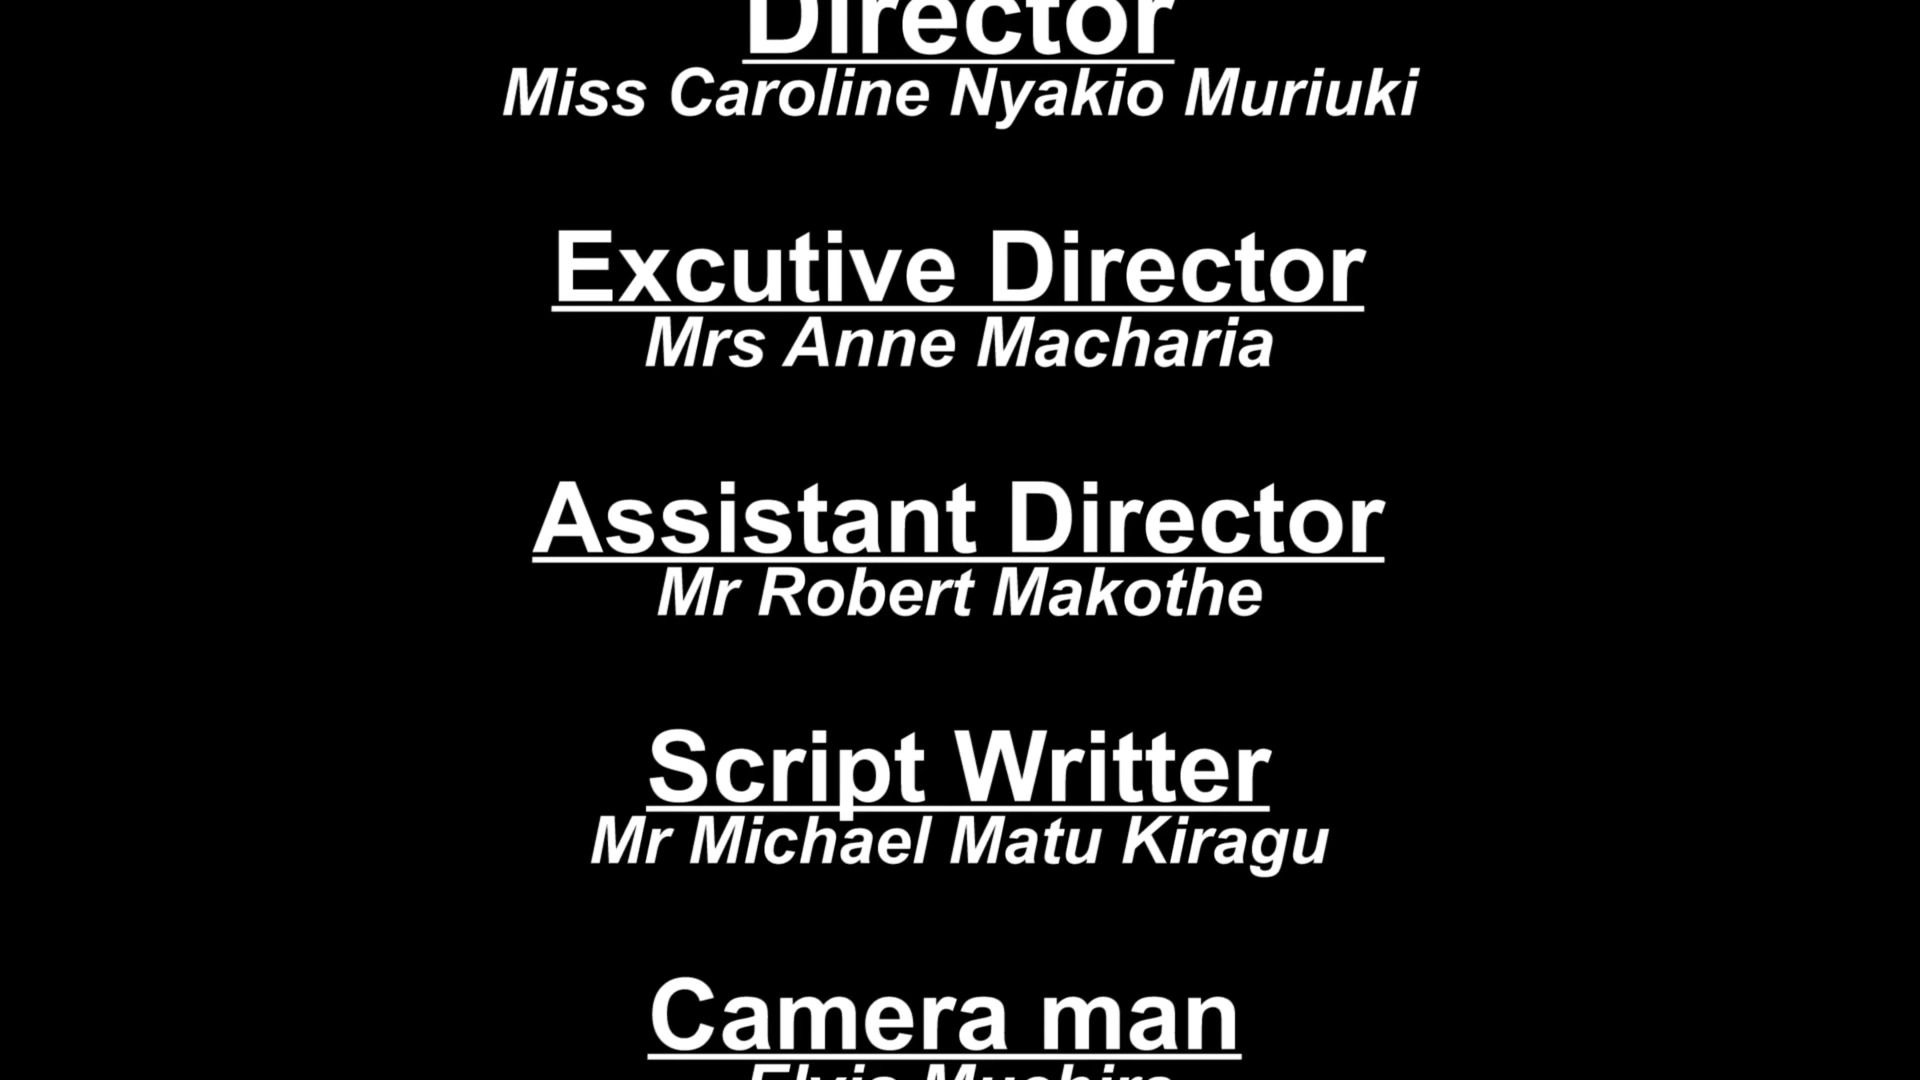 Director
Miss Caroline Nyakio Muriuki
Excutive Director
Mrs Anne Macharia
Assistant Director
Mr Robert Makothe
Script Writter
Mr Michael Matu Kiragu
Camera man
Elvis